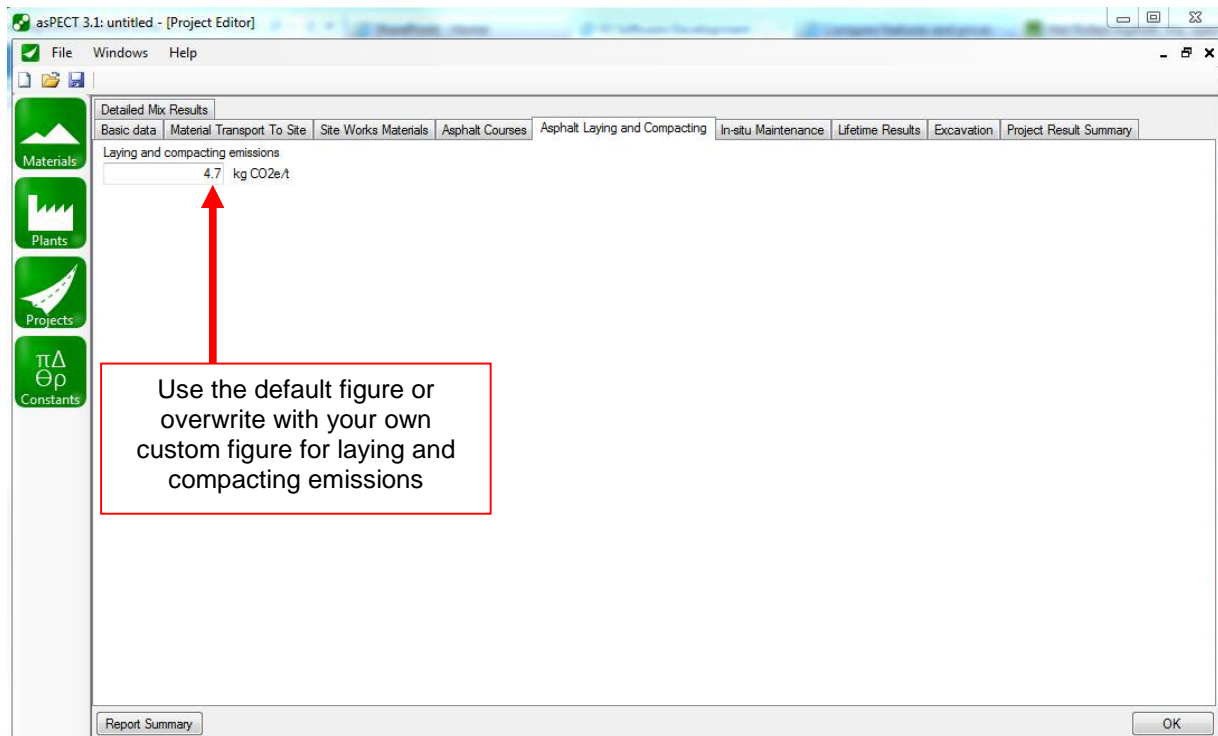 asPECT 3.1: untitled - [Project Editor]
File Windows Help
Detailed Mix Results
Basic data Material Transport To Site Site Works Materials Asphalt Courses Asphalt Laying and Compacting In-situ Maintenance Lifetime Results Excavation Project Result Summary
Laying and compacting emissions
4.7 kg CO2e/t
Materials
Plants
Projects
πΔ
Θρ
Constants
Use the default figure or
overwrite with your own
custom figure for laying and
compacting emissions
Report Summary OK